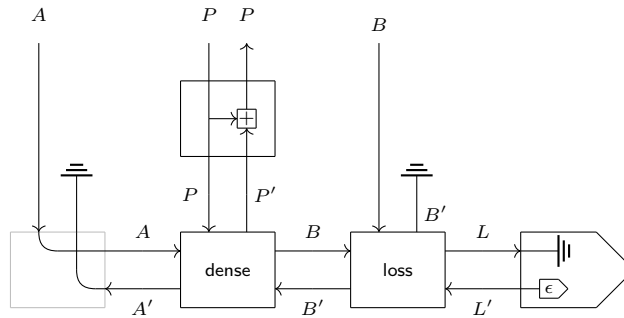 A P P B
+
P P′ B′
A B L
dense loss ϵ
A′ B′ L′